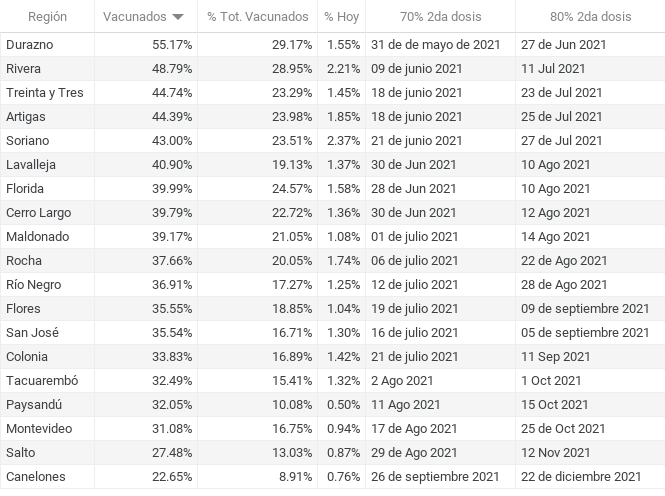 Región Vacunados % Tot. Vacunados % Hoy 70% 2da dosis 80% 2da dosis
Durazno 55.17% 29.17% 1.55% 31 de de mayo de 2021 27 de Jun 2021
Rivera 48.79% 28.95% 2.21% 09 de junio 2021 11 Jul 2021
Treinta y Tres 44.74% 23.29% 1.45% 18 de junio 2021 23 de Jul 2021
Artigas 44.39% 23.98% 1.85% 18 de junio 2021 25 de Jul 2021
Soriano 43.00% 23.51% 2.37% 21 de junio 2021 27 de Jul 2021
Lavalleja 40.90% 19.13% 1.37% 30 de Jun 2021 10 Ago 2021
Florida 39.99% 24.57% 1.58% 28 de Jun 2021 10 Ago 2021
Cerro Largo 39.79% 22.72% 1.36% 30 de Jun 2021 12 Ago 2021
Maldonado 39.17% 21.05% 1.08% 01 de julio 2021 14 Ago 2021
Rocha 37.66% 20.05% 1.74% 06 de julio 2021 22 de Ago 2021
Río Negro 36.91% 17.27% 1.25% 12 de julio 2021 28 de Ago 2021
Flores 35.55% 18.85% 1.04% 19 de julio 2021 09 de septiembre 2021
San José 35.54% 16.71% 1.30% 16 de julio 2021 05 de septiembre 2021
Colonia 33.83% 16.89% 1.42% 21 de julio 2021 11 Sep 2021
Tacuarembó 32.49% 15.41% 1.32% 2 Ago 2021 1 Oct 2021
Paysandú 32.05% 10.08% 0.50% 11 Ago 2021 15 Oct 2021
Montevideo 31.08% 16.75% 0.94% 17 de Ago 2021 25 de Oct 2021
Salto 27.48% 13.03% 0.87% 29 de Ago 2021 12 Nov 2021
Canelones 22.65% 8.91% 0.76% 26 de septiembre 2021 22 de diciembre 2021